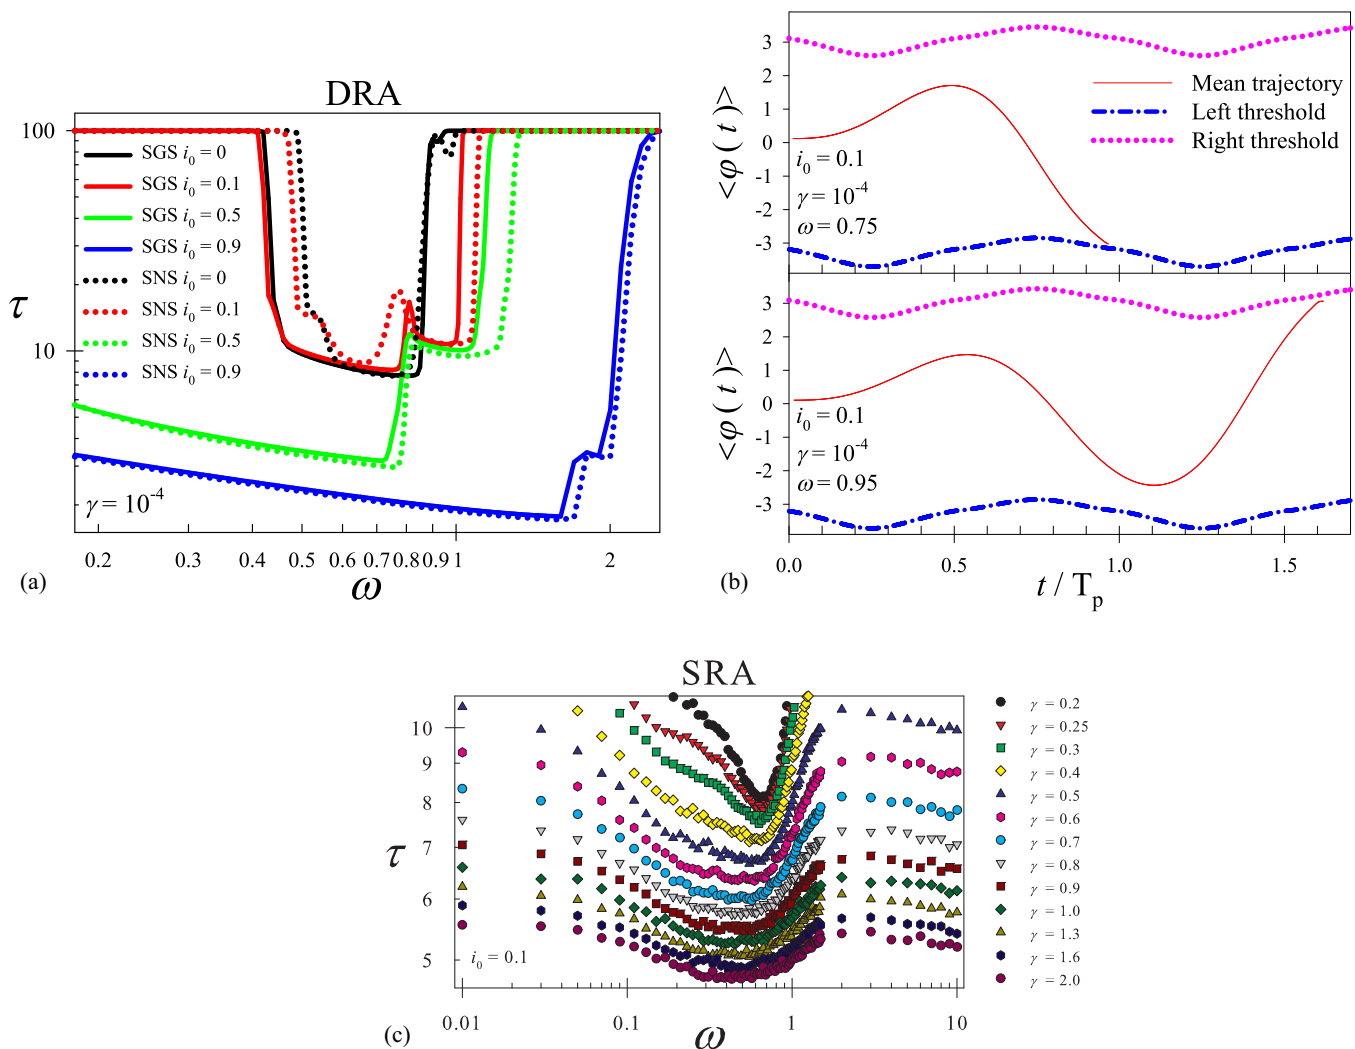 DRA
τ
100
10
SGS i0 = 0
SGS i0 = 0.1
SGS i0 = 0.5
SGS i0 = 0.9
SNS i0 = 0
SNS i0 = 0.1
SNS i0 = 0.5
SNS i0 = 0.9
γ = 10-4
0.2 0.3 0.4 0.5 0.6 0.7 0.8 0.9 1 2
ω
(a)
<φ(t)>
3
2
1
0
-1
-2
-3
Mean trajectory
Left threshold
Right threshold
i0 = 0.1
γ = 10-4
ω = 0.75
<φ(t)>
3
2
1
0
-1
-2
-3
i0 = 0.1
γ = 10-4
ω = 0.95
0.0 0.5 1.0 1.5
t / Tp
(b)
SRA
τ
10
9
8
7
6
5
i0 = 0.1
0.01 0.1 1 10
ω
(c)
γ = 0.2
γ = 0.25
γ = 0.3
γ = 0.4
γ = 0.5
γ = 0.6
γ = 0.7
γ = 0.8
γ = 0.9
γ = 1.0
γ = 1.3
γ = 1.6
γ = 2.0